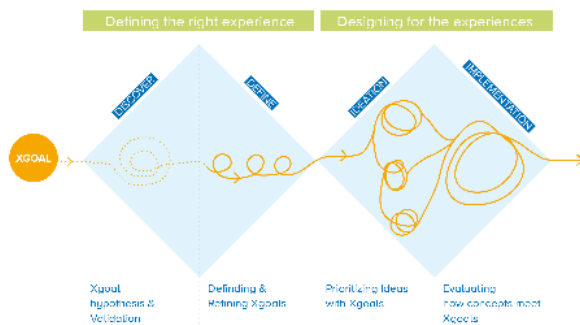 Defining the right experience
Designing for the experiences
DISCOVER
DEFINE
IDEATION
IMPLEMENTATION
XGOAL
Xgoal
hypothesis &
Validation
Definding &
Refining Xgoals
Prioritizing Ideas
with Xgoals
Evaluating
how concepts meet
Xgoals